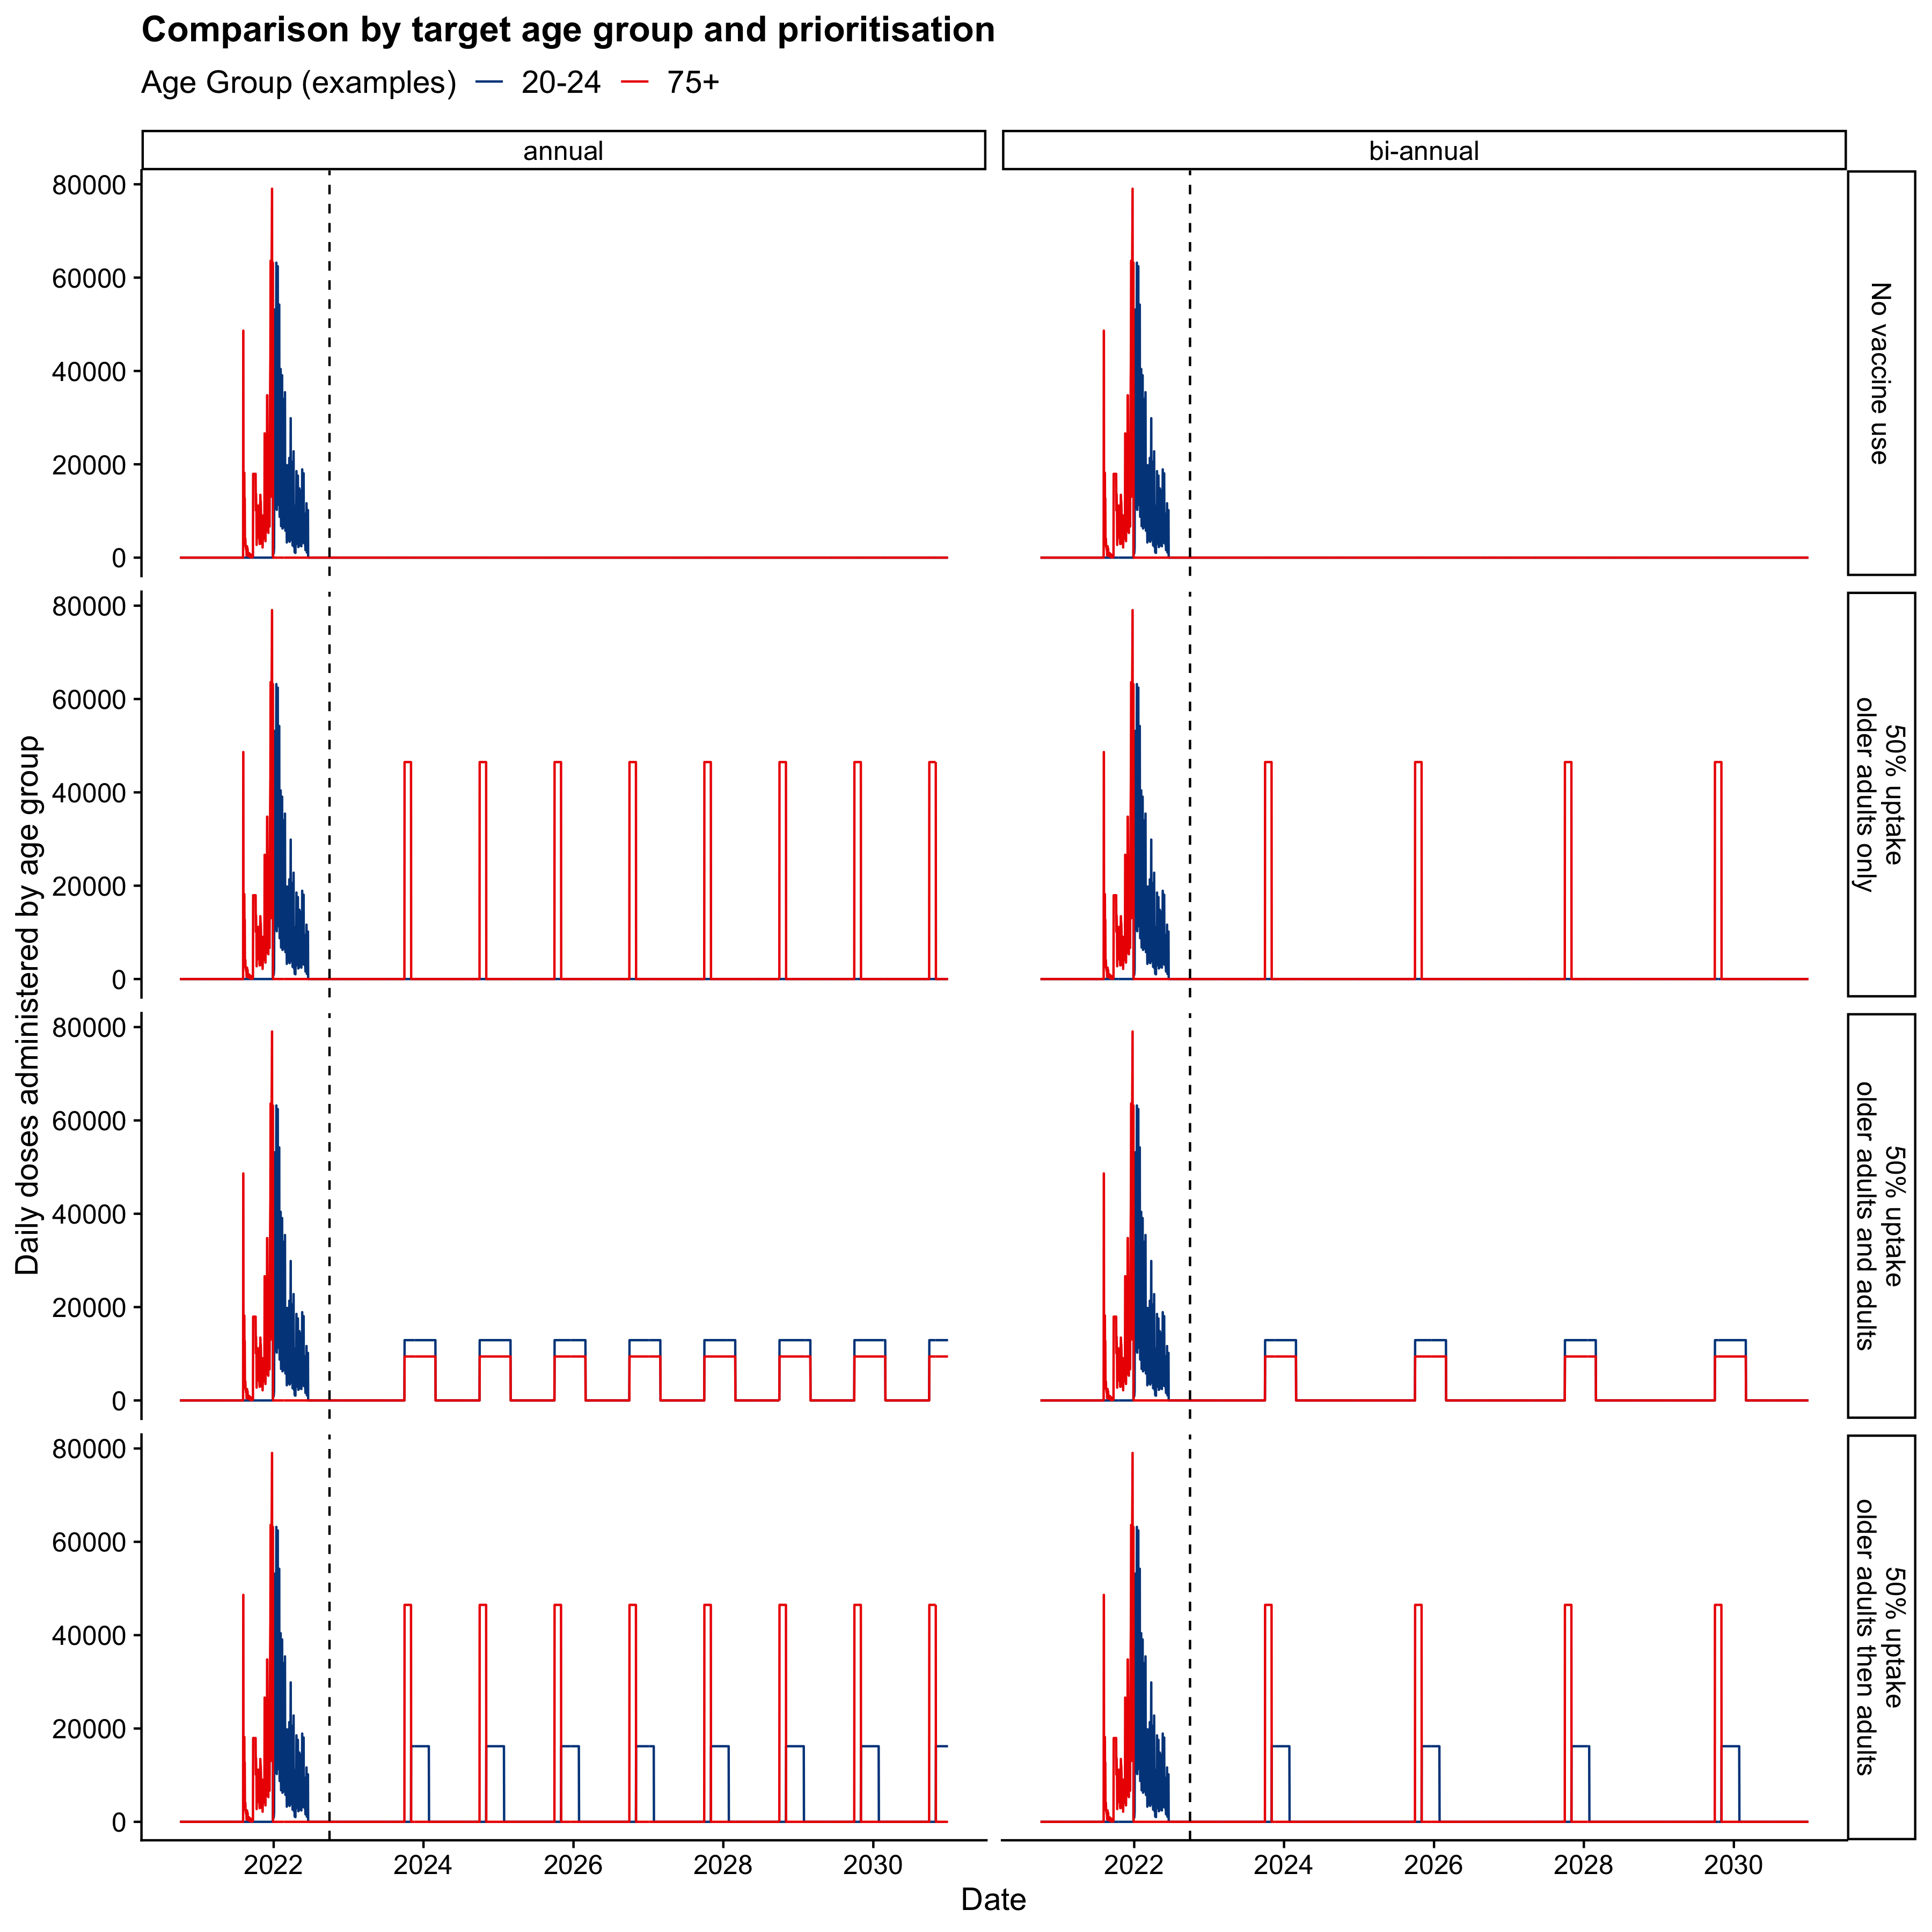 Comparison by target age group and prioritisation
Age Group (examples) 20-24 75+
annual
bi-annual
80000
60000
40000
20000
0
No vaccine use
80000
60000
40000
20000
0
50% uptake
older adults only
80000
60000
40000
20000
0
50% uptake
older adults and adults
80000
60000
40000
20000
0
50% uptake
older adults then adults
Daily doses administered by age group
2022 2024 2026 2028 2030
2022 2024 2026 2028 2030
Date